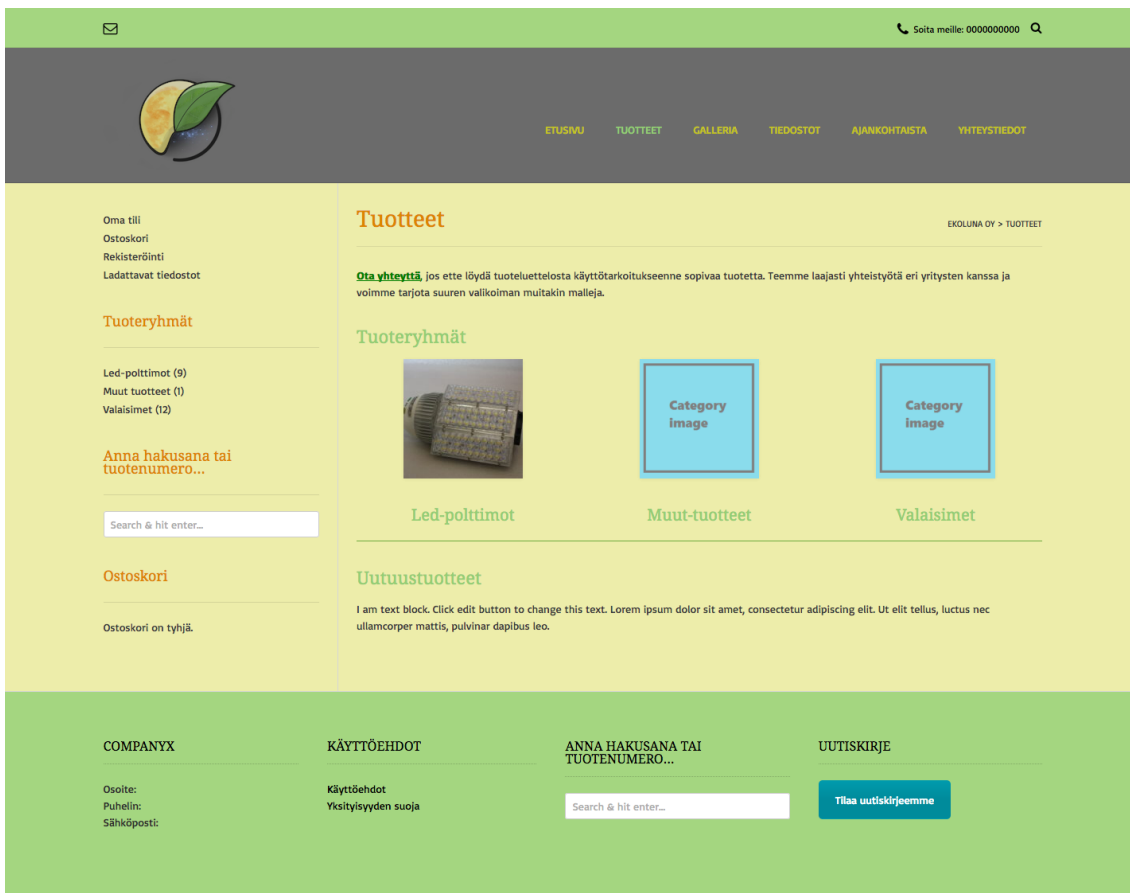 Soita meille: 0000000000
ETUSIVU TUOTTEET GALLERIA TIEDOSTOT AJANKOHTAISTA YHTEYSTIEDOT
Oma tili
Ostoskori
Rekisteröinti
Ladattavat tiedostot
Tuoteryhmät
Led-polttimot (9)
Muut tuotteet (1)
Valaisimet (12)
Anna hakusana tai
tuotenumero...
Search & hit enter...
Ostoskori
Ostoskori on tyhjä.
Tuotteet
EKOLUNA OY > TUOTTEET
Ota yhteyttä, jos ette löydä tuoteluettelosta käyttötarkoitukseenne sopivaa tuotetta. Teemme laajasti yhteistyötä eri yritysten kanssa ja
voimme tarjota suuren valikoiman muitakin malleja.
Tuoteryhmät
Category
image
Category
image
Led-polttimot Muut-tuotteet Valaisimet
Uutuustuotteet
I am text block. Click edit button to change this text. Lorem ipsum dolor sit amet, consectetur adipiscing elit. Ut elit tellus, luctus nec
ullamcorper mattis, pulvinar dapibus leo.
COMPANYX
Osoite:
Puhelin:
Sähköposti:
KÄYTTÖEHDOT
Käyttöehdot
Yksityisyyden suoja
ANNA HAKUSANA TAI
TUOTENUMERO...
Search & hit enter...
UUTISKIRJE
Tilaa uutiskirjeemme